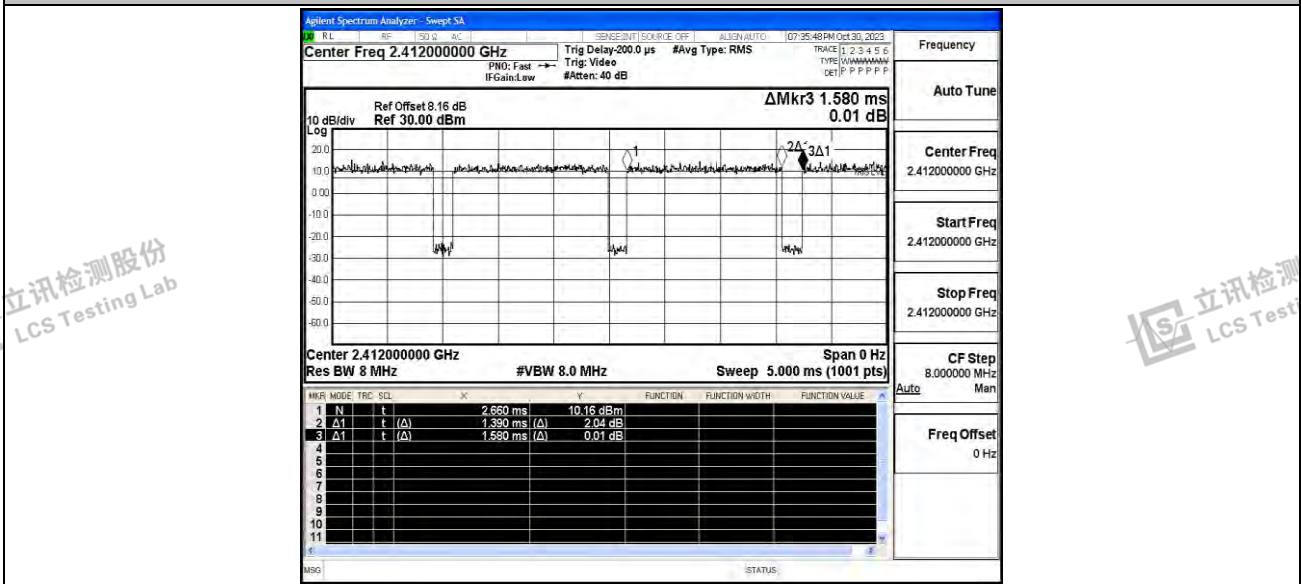 Agilent Spectrum Analyzer - Swept SA
RL RF 50 Ω AC SENSE:INT SOURCE OFF ALIGN AUTO 07:35:48PM Oct 30, 2023
Center Freq 2.412000000 GHz
PNO: Fast
IFGain:Low
Trig Delay-200.0 µs
Trig: Video
#Atten: 40 dB
#Avg Type: RMS
TRACE 1 2 3 4 5 6
TYPE
DET P P P P P P
Ref Offset 8.16 dB
10 dB/div Ref 30.00 dBm
Log
ΔMkr3 1.580 ms
0.01 dB
20.0
10.0
0.00
-10.0
-20.0
-30.0
-40.0
-50.0
-60.0
1
3Δ1
Center 2.412000000 GHz
Span 0 Hz
Res BW 8 MHz
#VBW 8.0 MHz
Sweep 5.000 ms (1001 pts)
MKR MODE TRC SCL X Y FUNCTION FUNCTION WIDTH FUNCTION VALUE
1 N t 2.660 ms 10.16 dBm
2 Δ1 t (Δ) 1.390 ms (Δ) 2.04 dB
3 Δ1 t (Δ) 1.580 ms (Δ) 0.01 dB
4
5
6
7
8
9
10
11
MSG
STATUS
Frequency
Auto Tune
Center Freq
2.412000000 GHz
Start Freq
2.412000000 GHz
Stop Freq
2.412000000 GHz
CF Step
8.000000 MHz
Auto Man
Freq Offset
0 Hz
立讯检测股份
LCS Testing Lab
立讯检测
LCS Testi